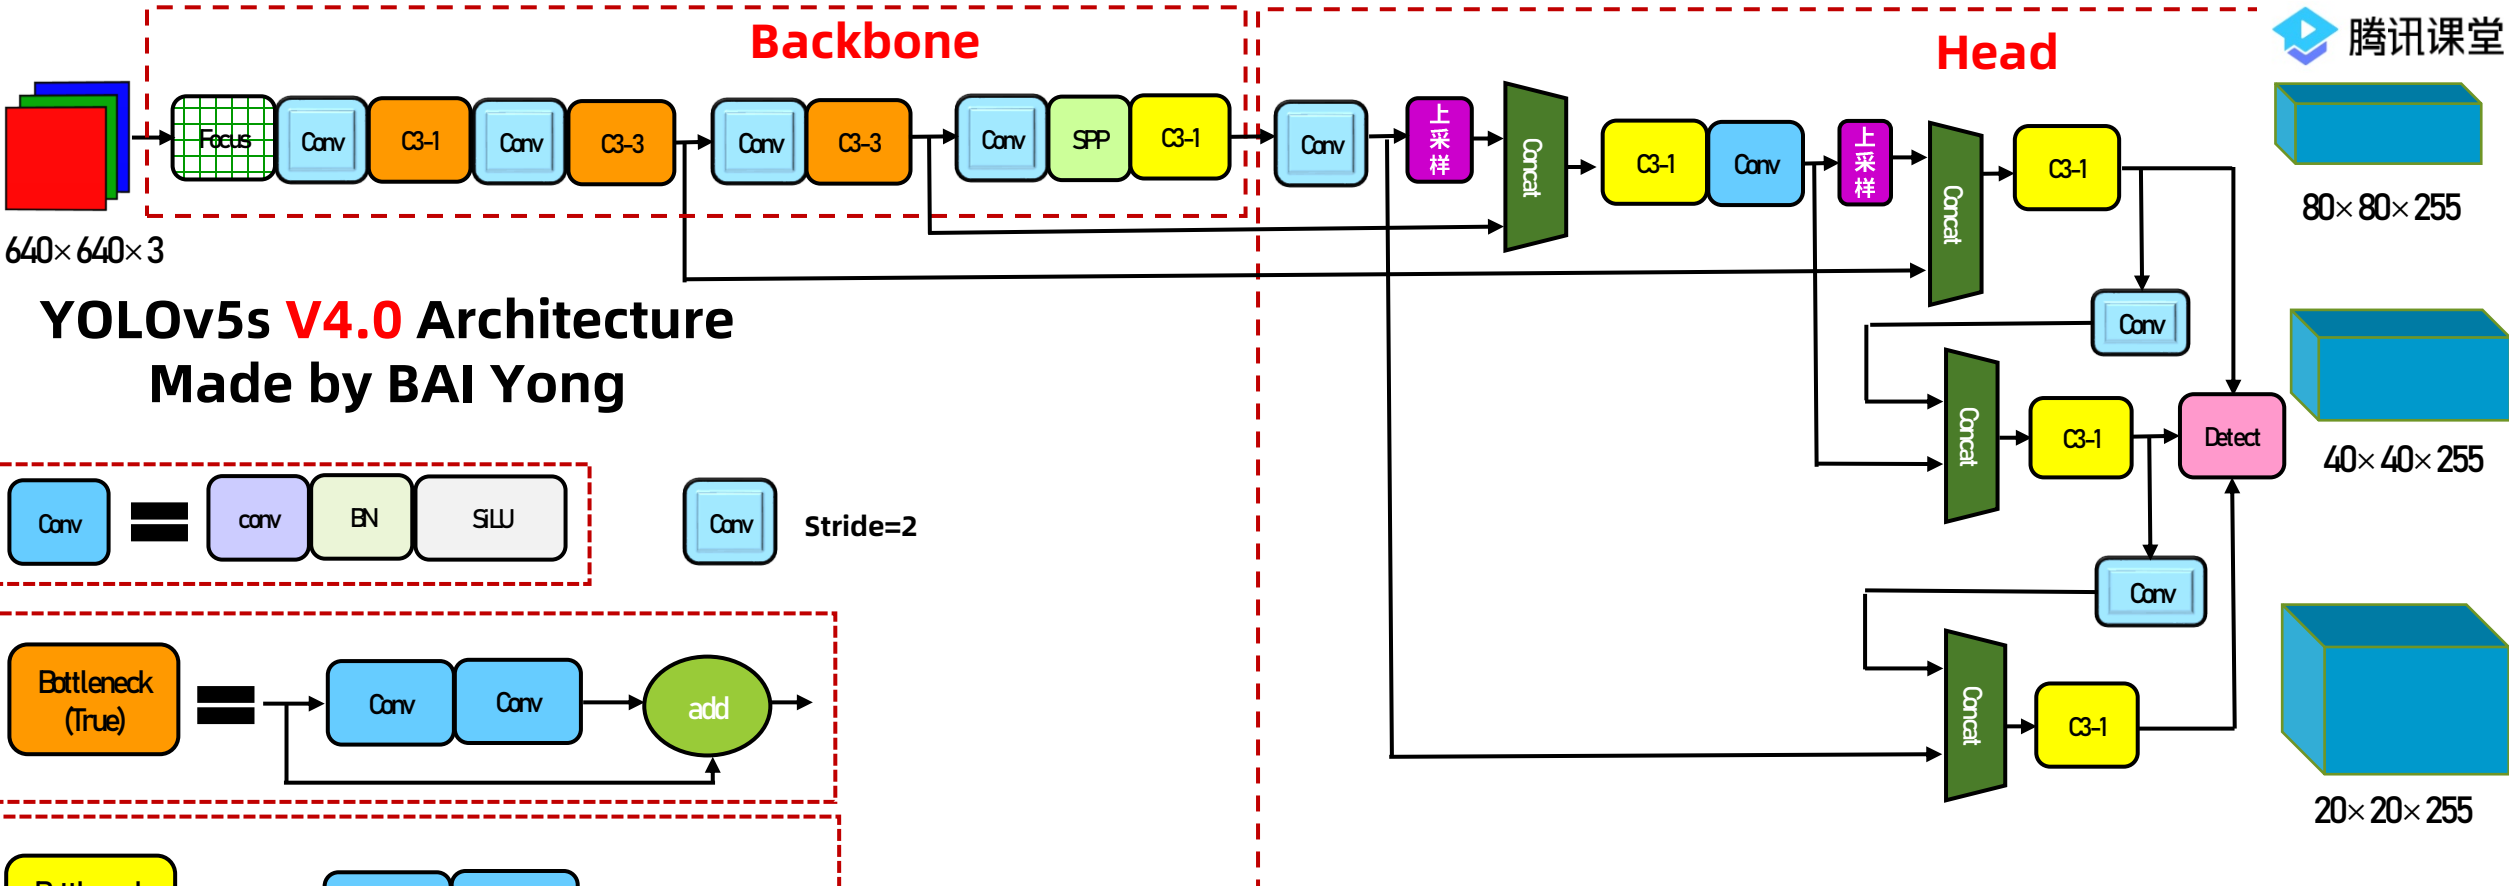 Backbone
Head
腾讯课堂
Focus
Conv
C3-1
Conv
C3-3
Conv
C3-3
Conv
SPP
C3-1
Conv
上采样
Concat
C3-1
Conv
上采样
Concat
C3-1
80×80×255
640×640×3
YOLOv5s V4.0 Architecture
Made by BAI Yong
Conv
Concat
C3-1
Detect
40×40×255
Conv
conv
BN
SiLU
Conv
Stride=2
Conv
Bottleneck
(True)
Conv
Conv
add
Concat
C3-1
20×20×255